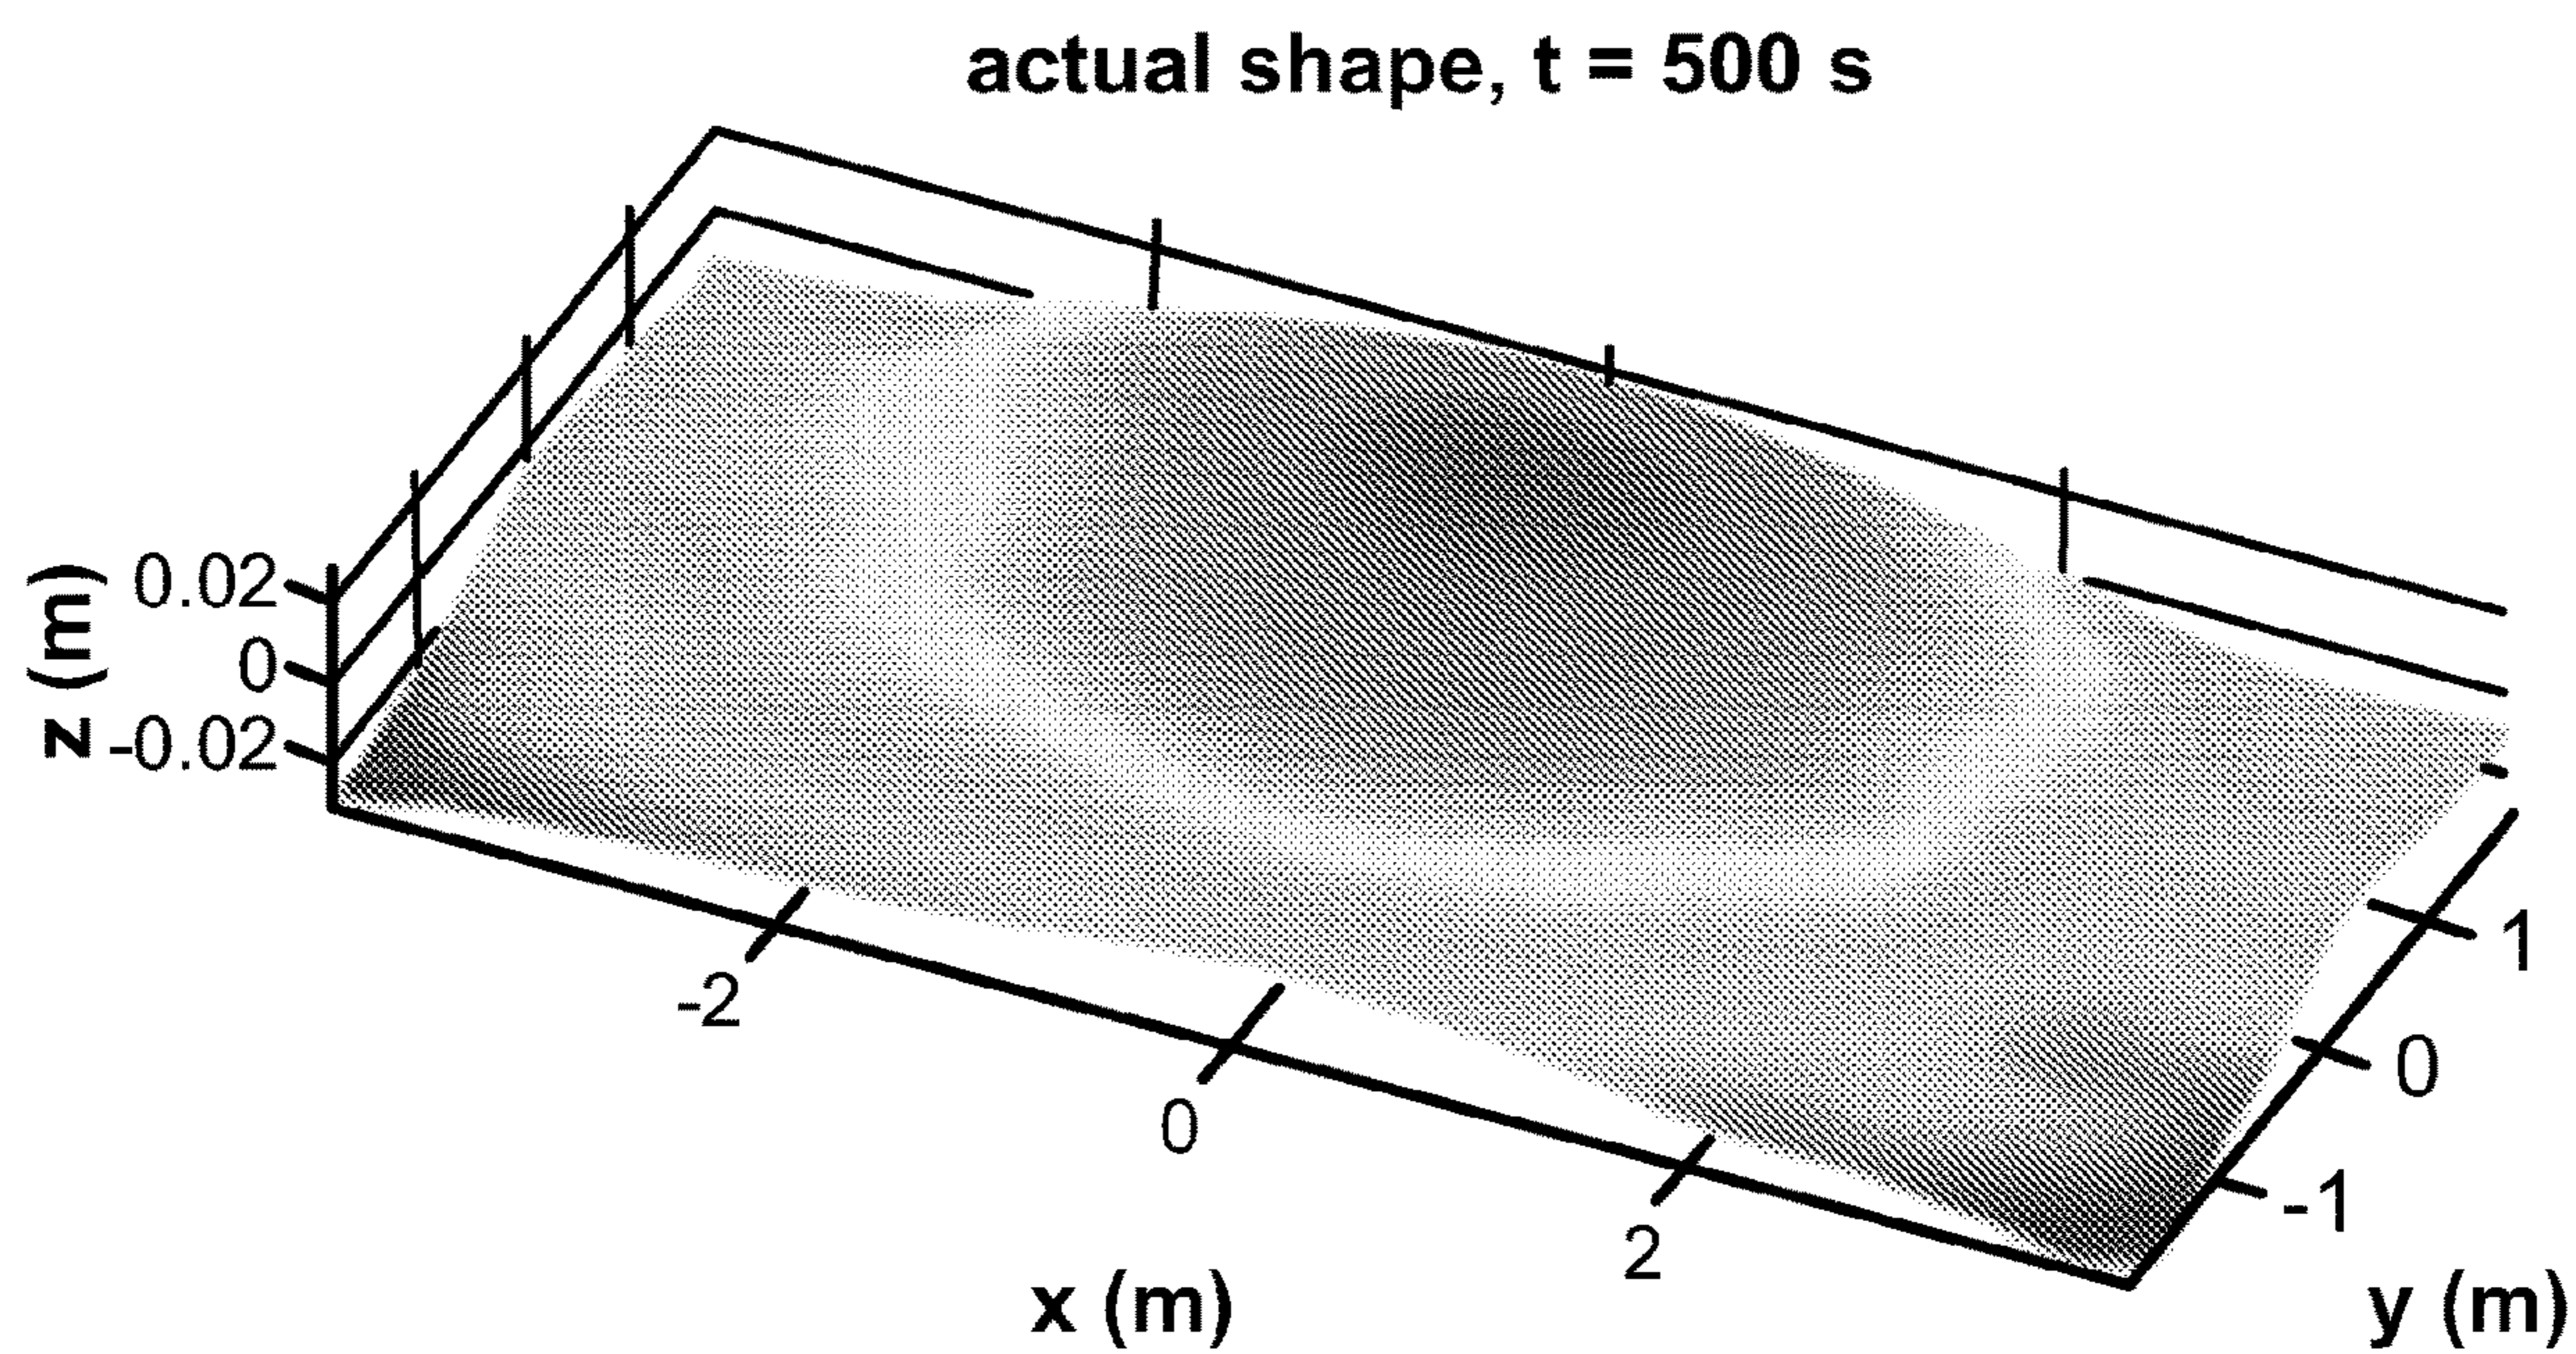 actual shape, t = 500 s
0.02
0
-0.02
z (m)
-2
0
2
x (m)
1
0
-1
y (m)